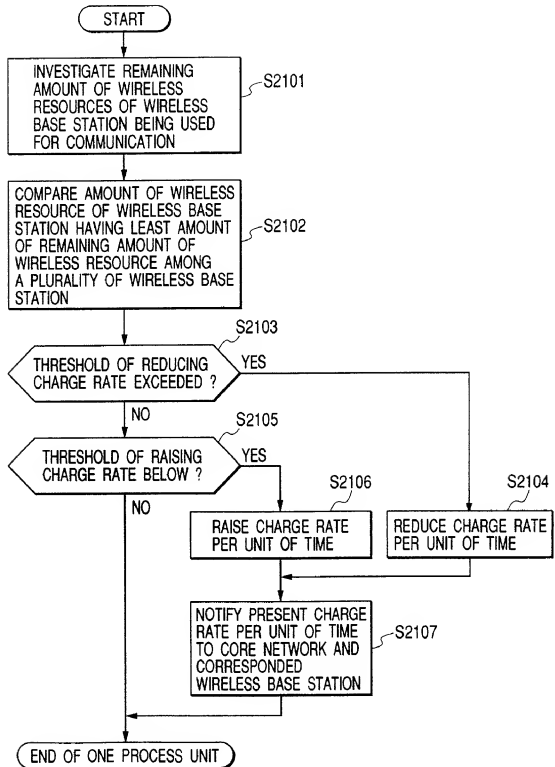 START
INVESTIGATE REMAINING
AMOUNT OF WIRELESS
RESOURCES OF WIRELESS
BASE STATION BEING USED
FOR COMMUNICATION
S2101
COMPARE AMOUNT OF WIRELESS
RESOURCE OF WIRELESS BASE
STATION HAVING LEAST AMOUNT
OF REMAINING AMOUNT OF
WIRELESS RESOURCE AMONG
A PLURALITY OF WIRELESS BASE
STATION
S2102
S2103
THRESHOLD OF REDUCING
CHARGE RATE EXCEEDED ?
YES
NO
S2105
THRESHOLD OF RAISING
CHARGE RATE BELOW ?
YES
NO
S2106
RAISE CHARGE RATE
PER UNIT OF TIME
S2104
REDUCE CHARGE RATE
PER UNIT OF TIME
NOTIFY PRESENT CHARGE
RATE PER UNIT OF TIME
TO CORE NETWORK AND
CORRESPONDED
WIRELESS BASE STATION
S2107
END OF ONE PROCESS UNIT